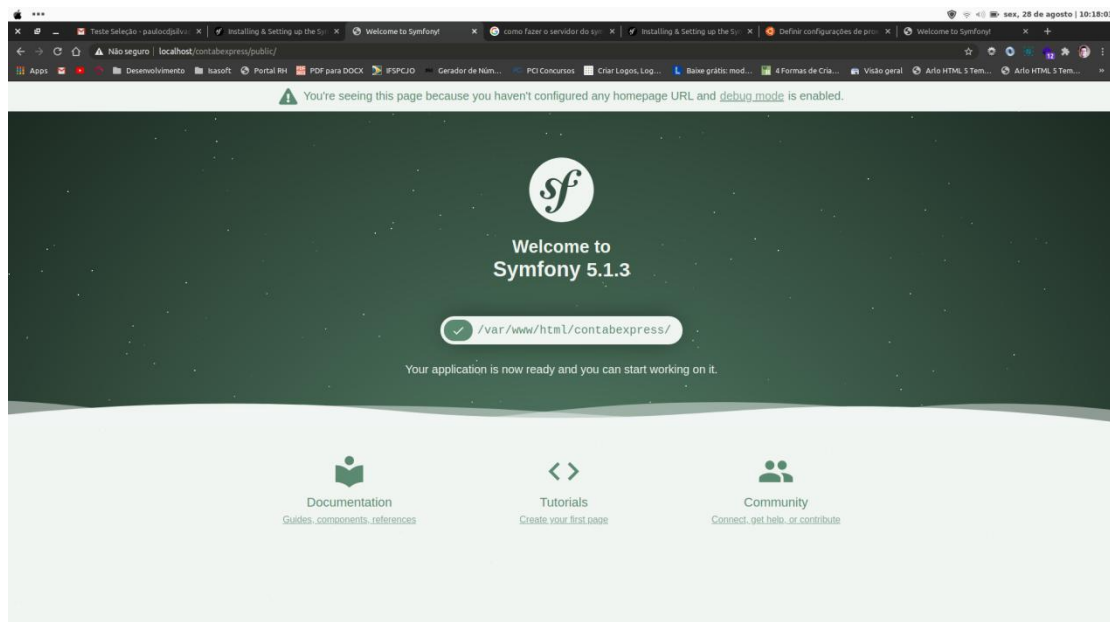 sex, 28 de agosto | 10:18:03
Teste Seleção - paulocdjsilva
Installing & Setting up the Sy
Welcome to Symfony!
como fazer o servidor do sym
Installing & Setting up the Sy
Definir configurações de prox
Welcome to Symfony!
Não seguro | localhost/contabexpress/public/
12
Apps
Desenvolvimento
Isasoft
Portal RH
PDF para DOCX
IFSPCJO
Gerador de Núm...
PCI Concursos
Criar Logos, Log...
L
Baixe grátis: mod...
4 Formas de Cria...
Visão geral
Arlo HTML 5 Tem...
Arlo HTML 5 Tem...
»
You're seeing this page because you haven't configured any homepage URL and debug mode is enabled.
sf
Welcome to
Symfony 5.1.3
/var/www/html/contabexpress/
Your application is now ready and you can start working on it.
Documentation
Guides, components, references
Tutorials
Create your first page
Community
Connect, get help, or contribute